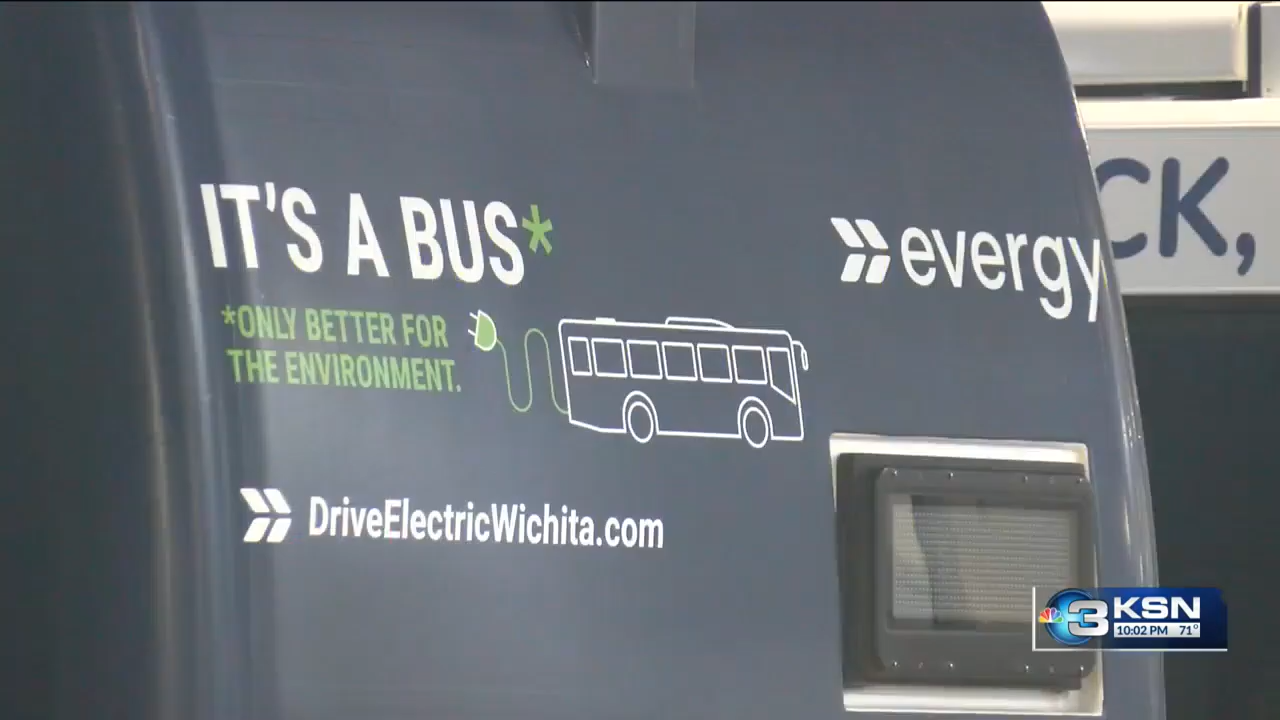 IT'S A BUS*
*ONLY BETTER FOR
THE ENVIRONMENT.
DriveElectricWichita.com
evergy
CK,
3 KSN
10:02 PM 71°